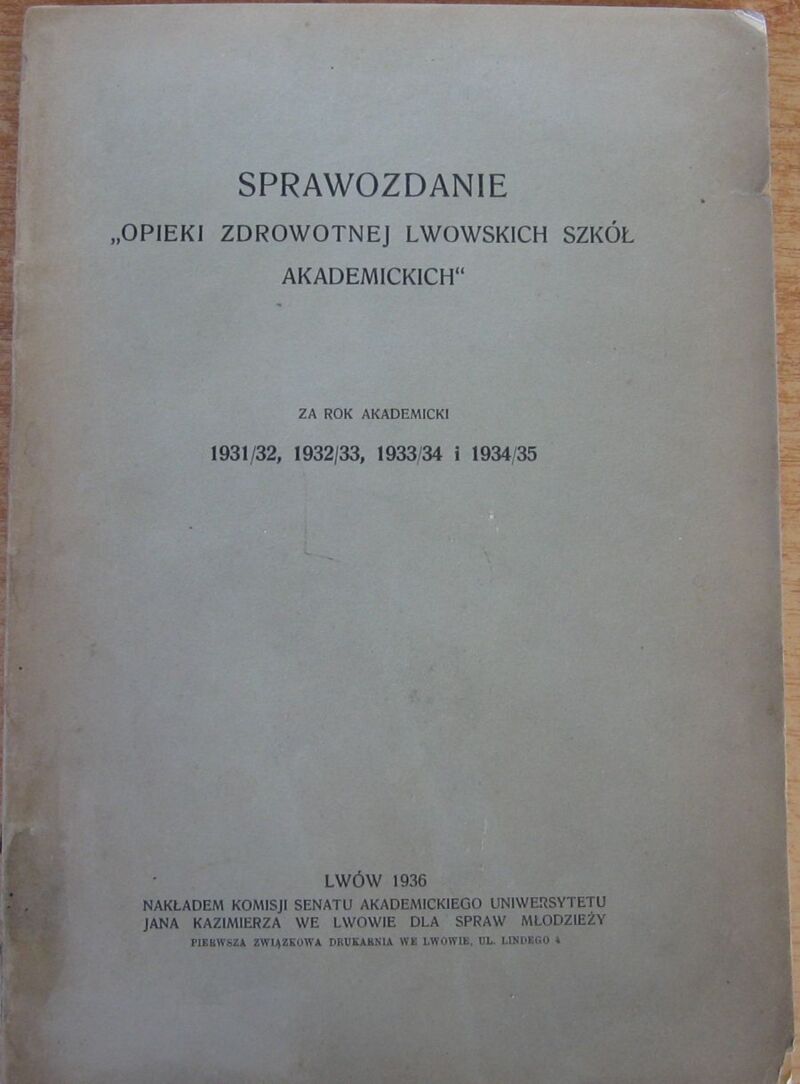 SPRAWOZDANIE
„OPIEKI ZDROWOTNEJ LWOWSKICH SZKÓŁ
AKADEMICKICH“
ZA ROK AKADEMICKI
1931/32, 1932/33, 1933/34 i 1934/35
LWÓW 1936
NAKŁADEM KOMISJI SENATU AKADEMICKIEGO UNIWERSYTETU
JANA KAZIMIERZA WE LWOWIE DLA SPRAW MŁODZIEŻY
PIERWSZA ZWIĄZKOWA DRUKARNIA WE LWOWIE, UL. LINDEGO 4